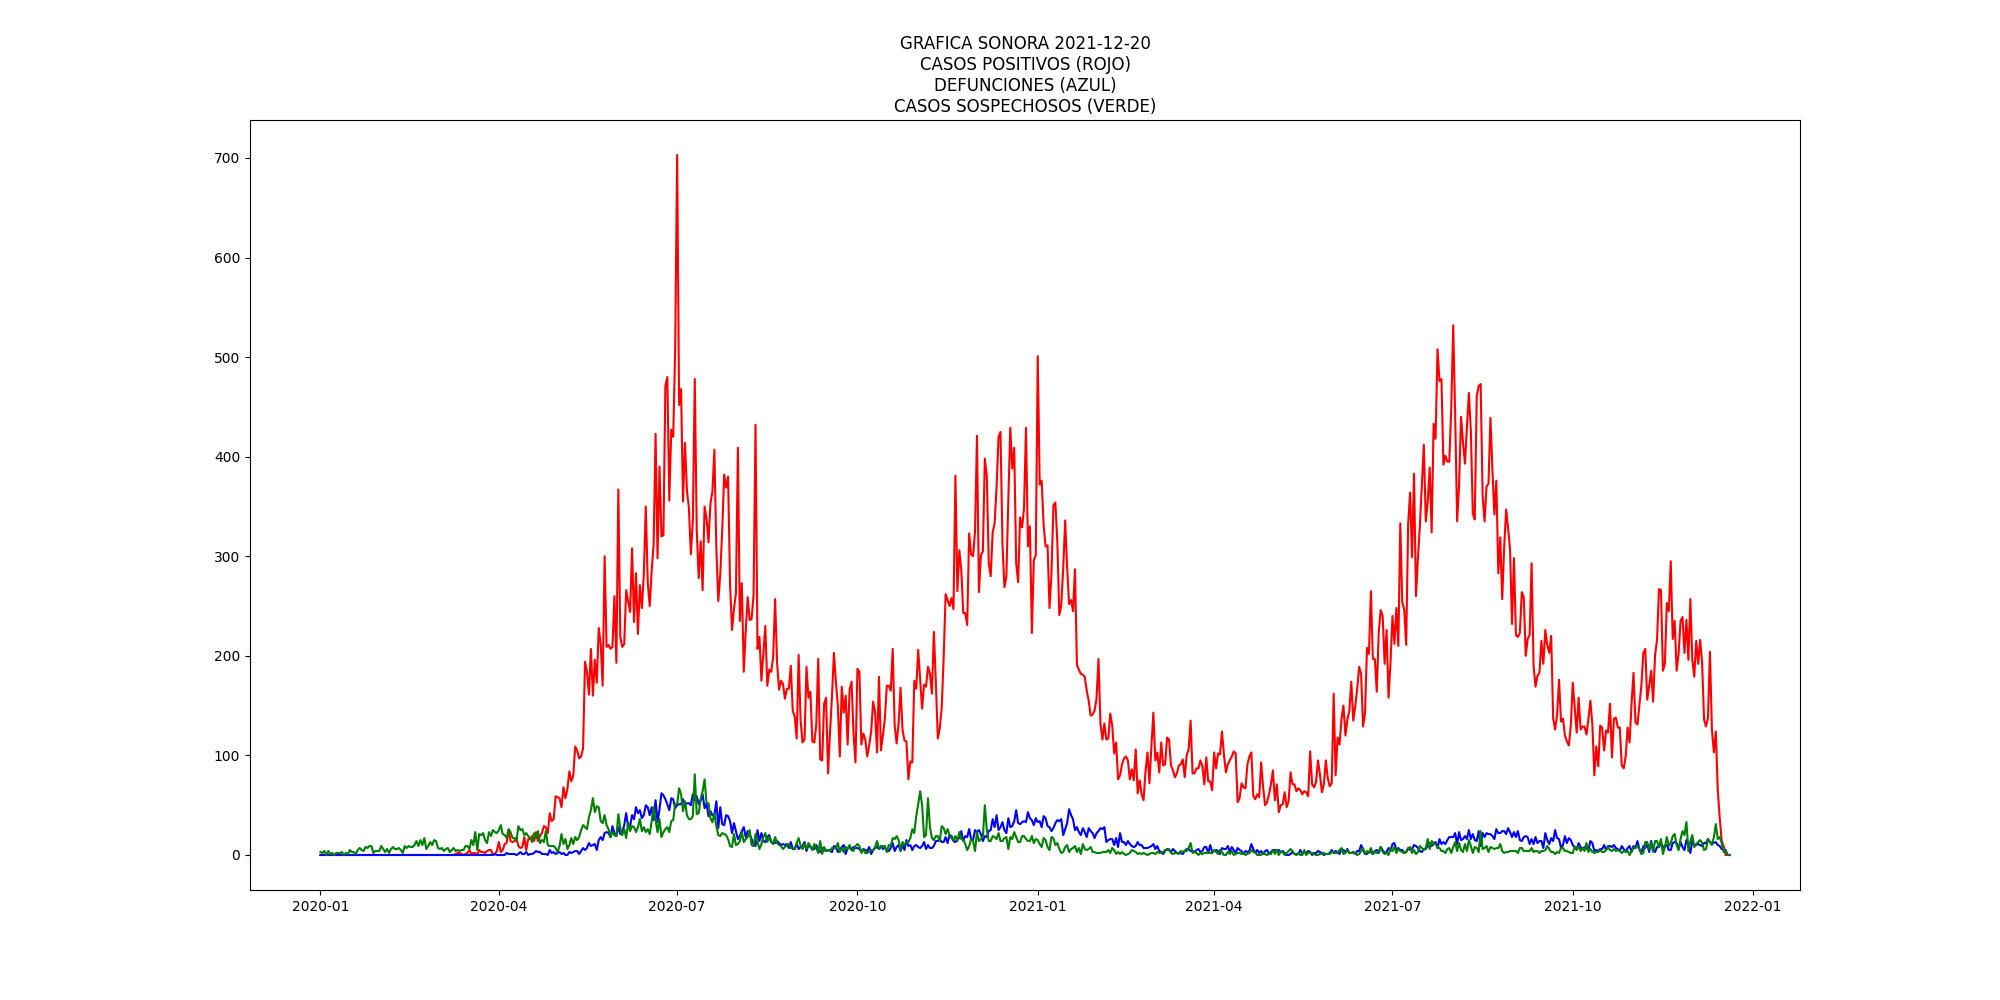 GRAFICA SONORA 2021-12-20
CASOS POSITIVOS (ROJO)
DEFUNCIONES (AZUL)
CASOS SOSPECHOSOS (VERDE)
700
600
500
400
300
200
100
0
2020-01 2020-04 2020-07 2020-10 2021-01 2021-04 2021-07 2021-10 2022-01